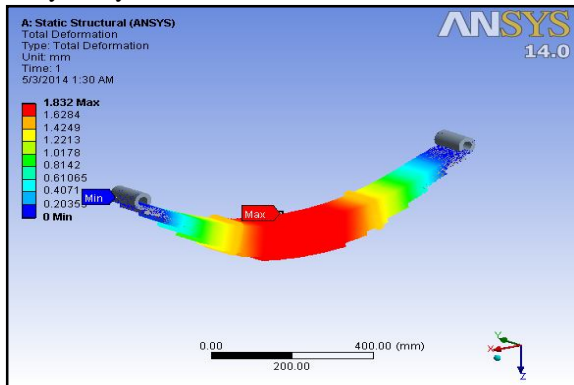 A: Static Structural (ANSYS)
Total Deformation
Type: Total Deformation
Unit: mm
Time: 1
5/3/2014 1:30 AM
ANSYS
14.0
1.832 Max
1.6284
1.4249
1.2213
1.0178
0.8142
0.61065
0.4071
0.20355
0 Min
Min
Max
0.00
400.00 (mm)
200.00
Y
X
Z